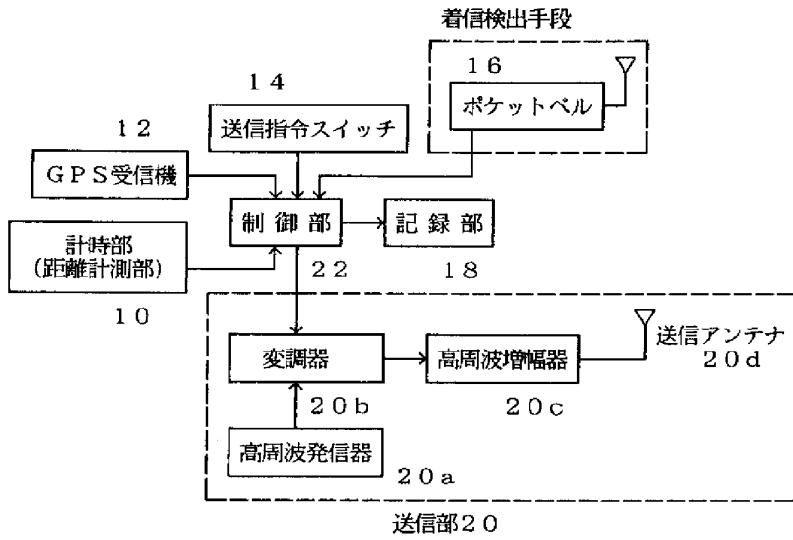 着信検出手段
16
ポケットベル
14
送信指令スイッチ
12
GPS受信機
制御部
記録部
計時部
(距離計測部)
22
18
10
変調器
高周波増幅器
送信アンテナ
20d
20b
20c
高周波発信器
20a
送信部20